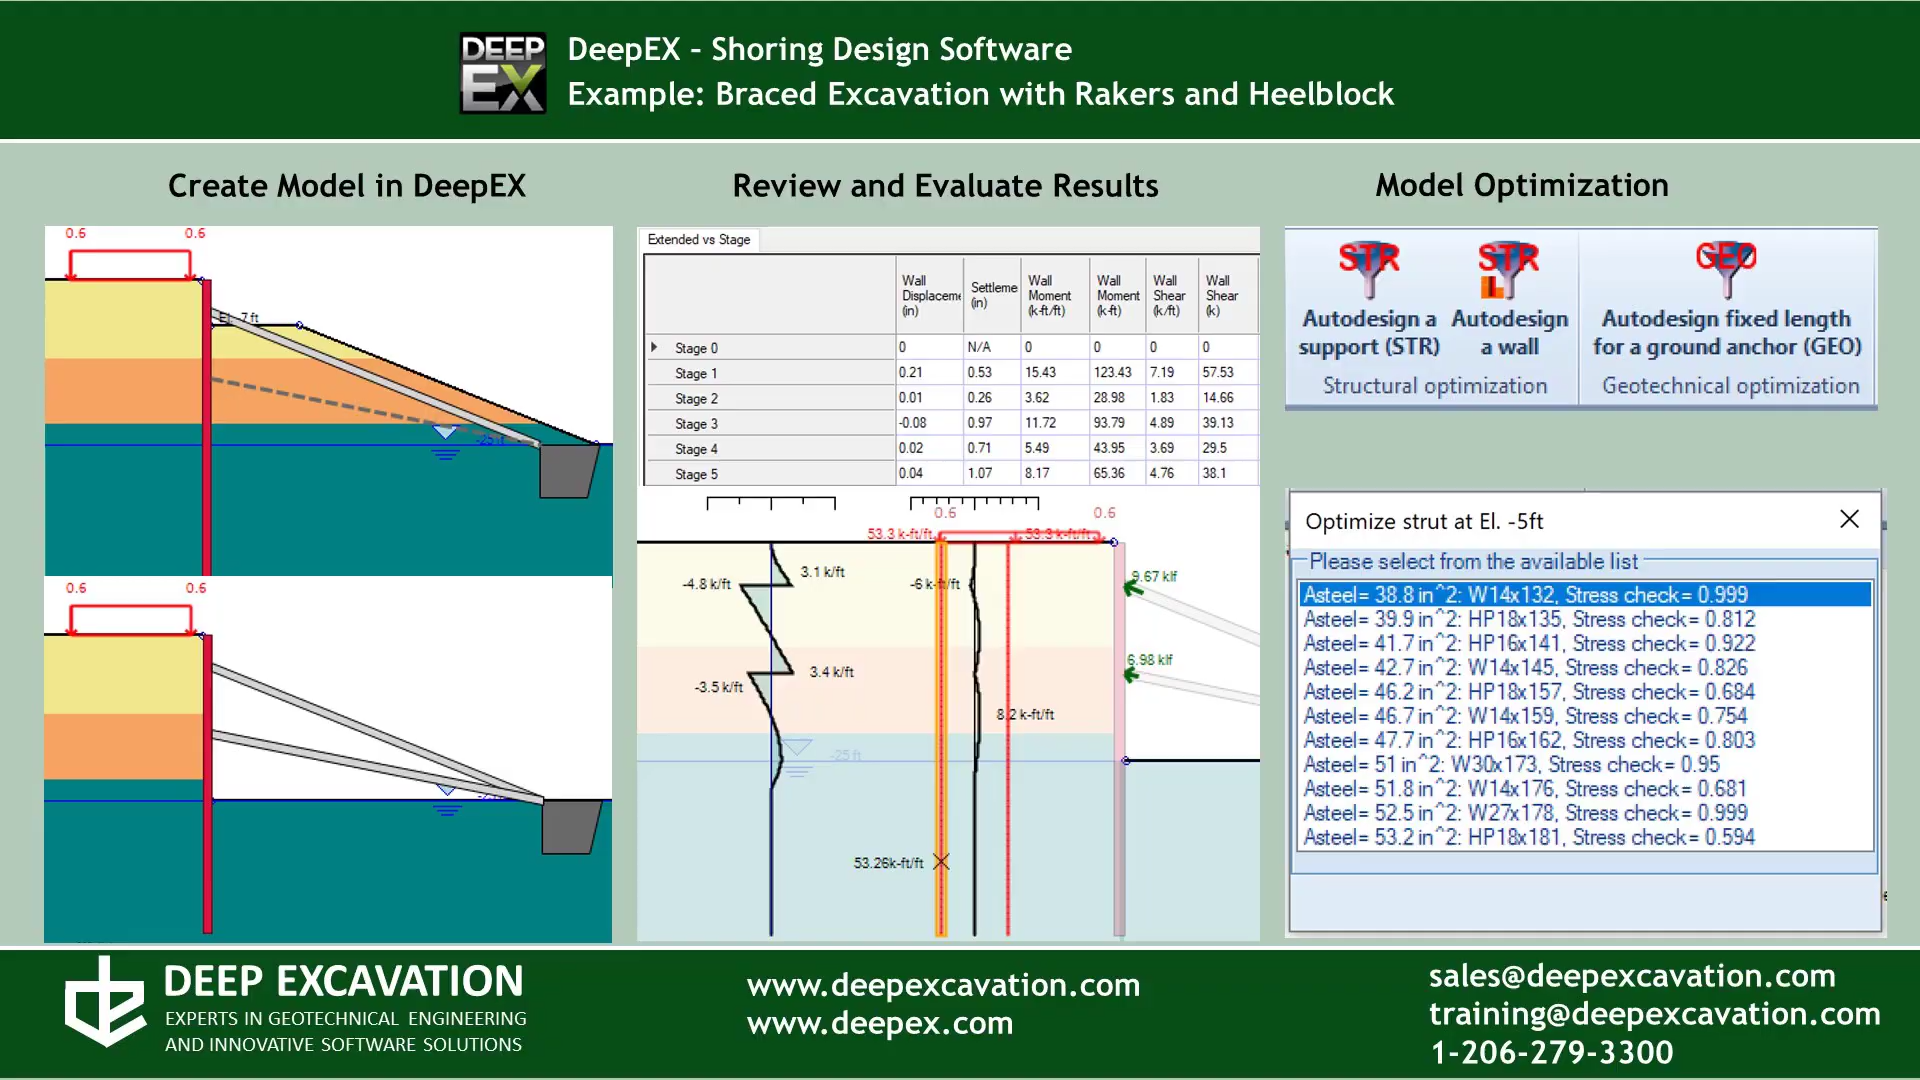 DEEP
EX
DeepEX – Shoring Design Software
Example: Braced Excavation with Rakers and Heelblock
Create Model in DeepEX
Review and Evaluate Results
Model Optimization
0.6
0.6
El. -7 ft
-25 ft
0.6
0.6
Extended vs Stage
Wall Displaceme (in)
Settleme (in)
Wall Moment (k-ft/ft)
Wall Moment (k-ft)
Wall Shear (k/ft)
Wall Shear (k)
Stage 0 0 N/A 0 0 0 0
Stage 1 0.21 0.53 15.43 123.43 7.19 57.53
Stage 2 0.01 0.26 3.62 28.98 1.83 14.66
Stage 3 -0.08 0.97 11.72 93.79 4.89 39.13
Stage 4 0.02 0.71 5.49 43.95 3.69 29.5
Stage 5 0.04 1.07 8.17 65.36 4.76 38.1
0.6
0.6
53.3 k-ft/ft
53.3 k-ft/ft
-4.8 k/ft
3.1 k/ft
-6 k-ft/ft
9.67 klf
-3.5 k/ft
3.4 k/ft
6.98 klf
8.2 k-ft/ft
-25 ft
53.26k-ft/ft
STR
STR
L
GEO
Autodesign a
support (STR)
Autodesign
a wall
Autodesign fixed length
for a ground anchor (GEO)
Structural optimization
Geotechnical optimization
Optimize strut at El. -5ft
Please select from the available list
Asteel= 38.8 in^2: W14x132, Stress check= 0.999
Asteel= 39.9 in^2: HP18x135, Stress check= 0.812
Asteel= 41.7 in^2: HP16x141, Stress check= 0.922
Asteel= 42.7 in^2: W14x145, Stress check= 0.826
Asteel= 46.2 in^2: HP18x157, Stress check= 0.684
Asteel= 46.7 in^2: W14x159, Stress check= 0.754
Asteel= 47.7 in^2: HP16x162, Stress check= 0.803
Asteel= 51 in^2: W30x173, Stress check= 0.95
Asteel= 51.8 in^2: W14x176, Stress check= 0.681
Asteel= 52.5 in^2: W27x178, Stress check= 0.999
Asteel= 53.2 in^2: HP18x181, Stress check= 0.594
DEEP EXCAVATION
EXPERTS IN GEOTECHNICAL ENGINEERING
AND INNOVATIVE SOFTWARE SOLUTIONS
www.deepexcavation.com
www.deepex.com
sales@deepexcavation.com
training@deepexcavation.com
1-206-279-3300